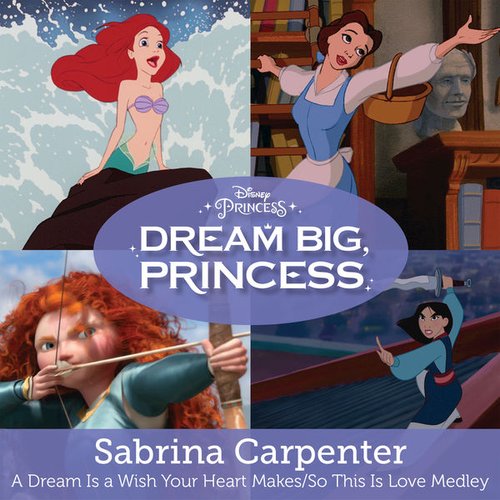 Disney
PRINCESS
DREAM BIG,
PRINCESS
Sabrina Carpenter
A Dream Is a Wish Your Heart Makes/So This Is Love Medley